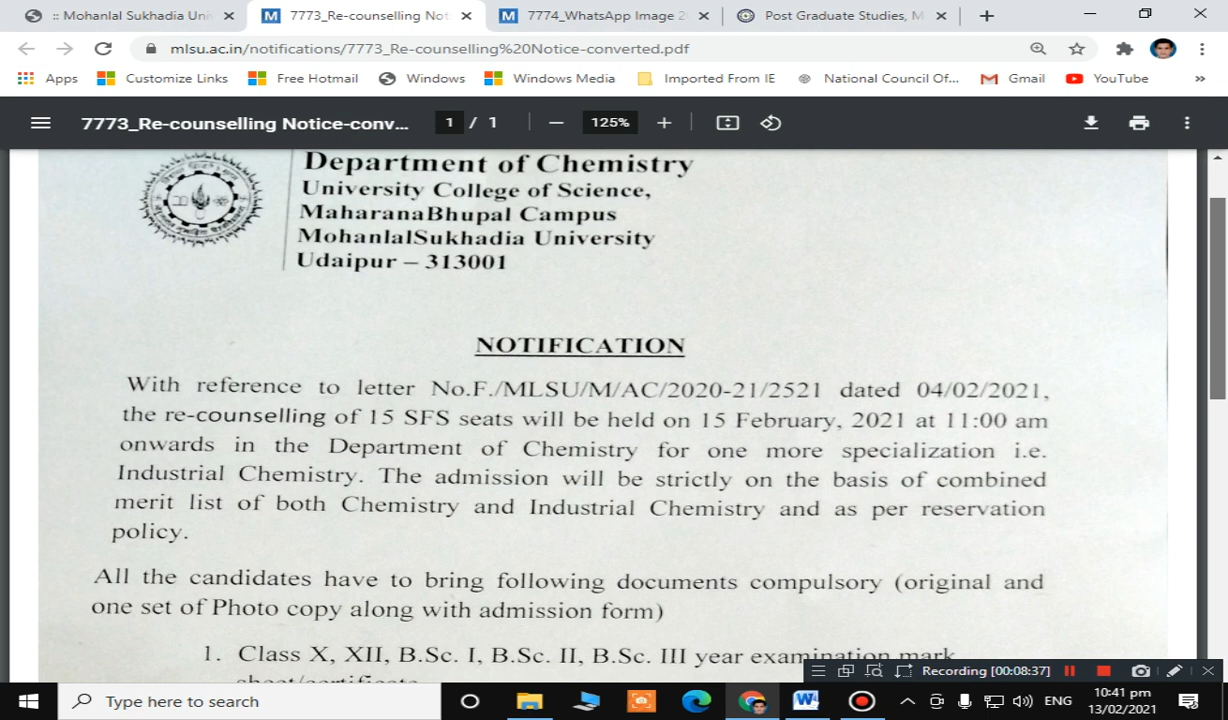 :: Mohanlal Sukhadia Uni
7773_Re-counselling Not
7774_WhatsApp Image 2
Post Graduate Studies, M
mlsu.ac.in/notifications/7773_Re-counselling%20Notice-converted.pdf
Apps
Customize Links
Free Hotmail
Windows
Windows Media
Imported From IE
National Council Of...
Gmail
YouTube
»
7773_Re-counselling Notice-conv...
1 / 1
125%
Department of Chemistry
University College of Science,
MaharanaBhupal Campus
MohanlalSukhadia University
Udaipur – 313001
NOTIFICATION
With reference to letter No.F./MLSU/M/AC/2020-21/2521 dated 04/02/2021,
the re-counselling of 15 SFS seats will be held on 15 February, 2021 at 11:00 am
onwards in the Department of Chemistry for one more specialization i.e.
Industrial Chemistry. The admission will be strictly on the basis of combined
merit list of both Chemistry and Industrial Chemistry and as per reservation
policy.
All the candidates have to bring following documents compulsory (original and
one set of Photo copy along with admission form)
1. Class X, XII, B.Sc. I, B.Sc. II, B.Sc. III year examination mark
sheet/certificate
Recording [00:08:37]
Type here to search
ENG
10:41 pm
13/02/2021